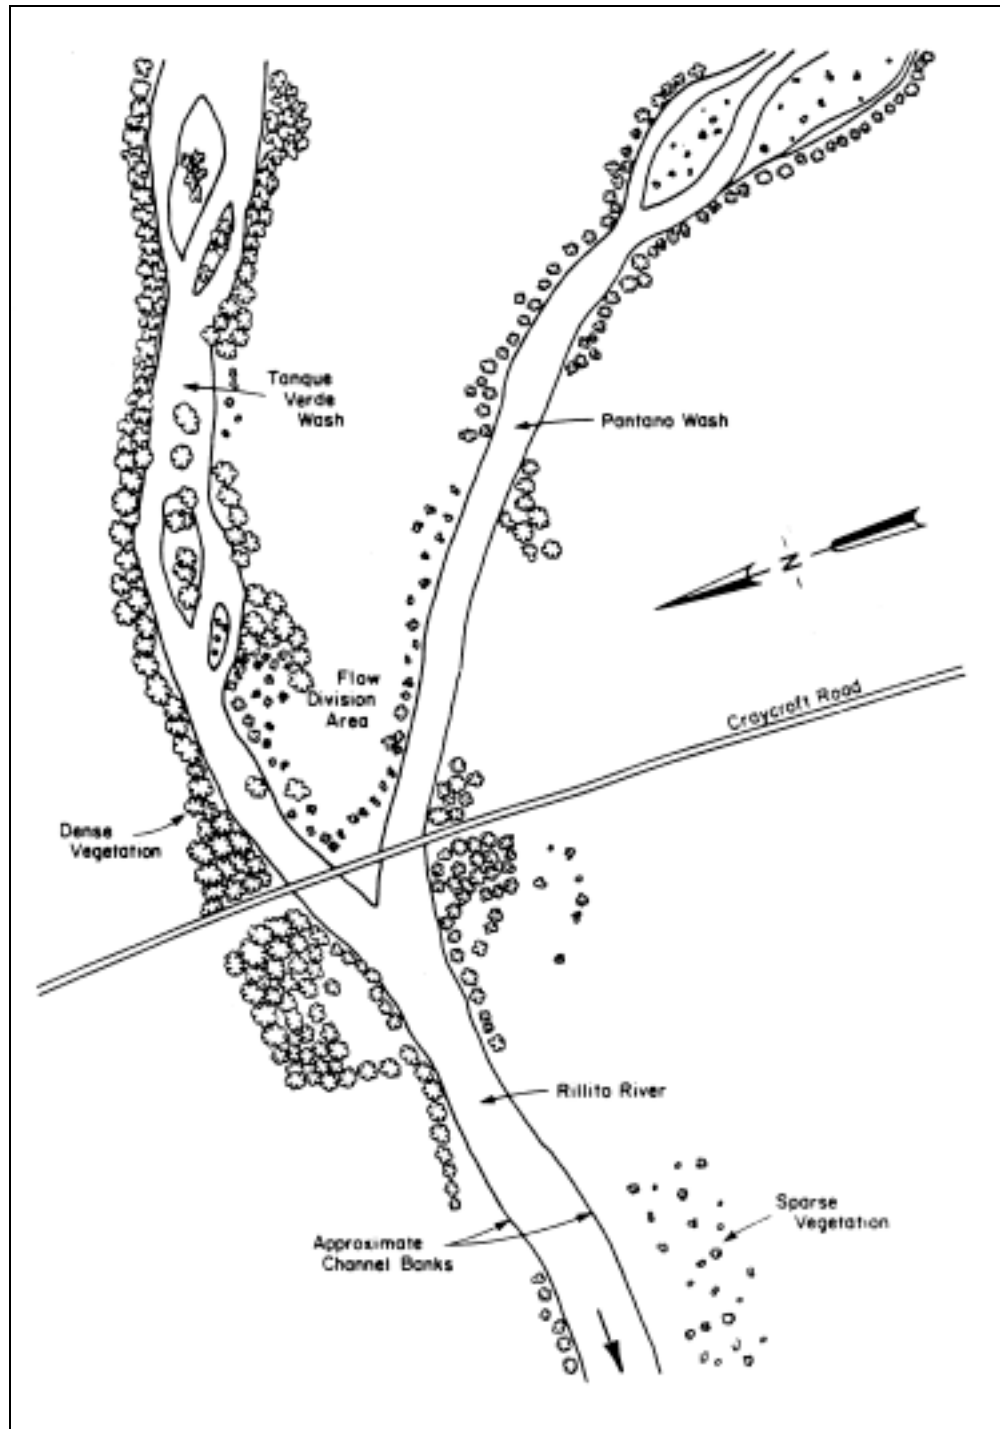 Tanque
Verde
Wash
Pantano Wash
N
Flow
Division
Area
Craycroft Road
Dense
Vegetation
Rillito River
Sparse
Vegetation
Approximate
Channel Banks